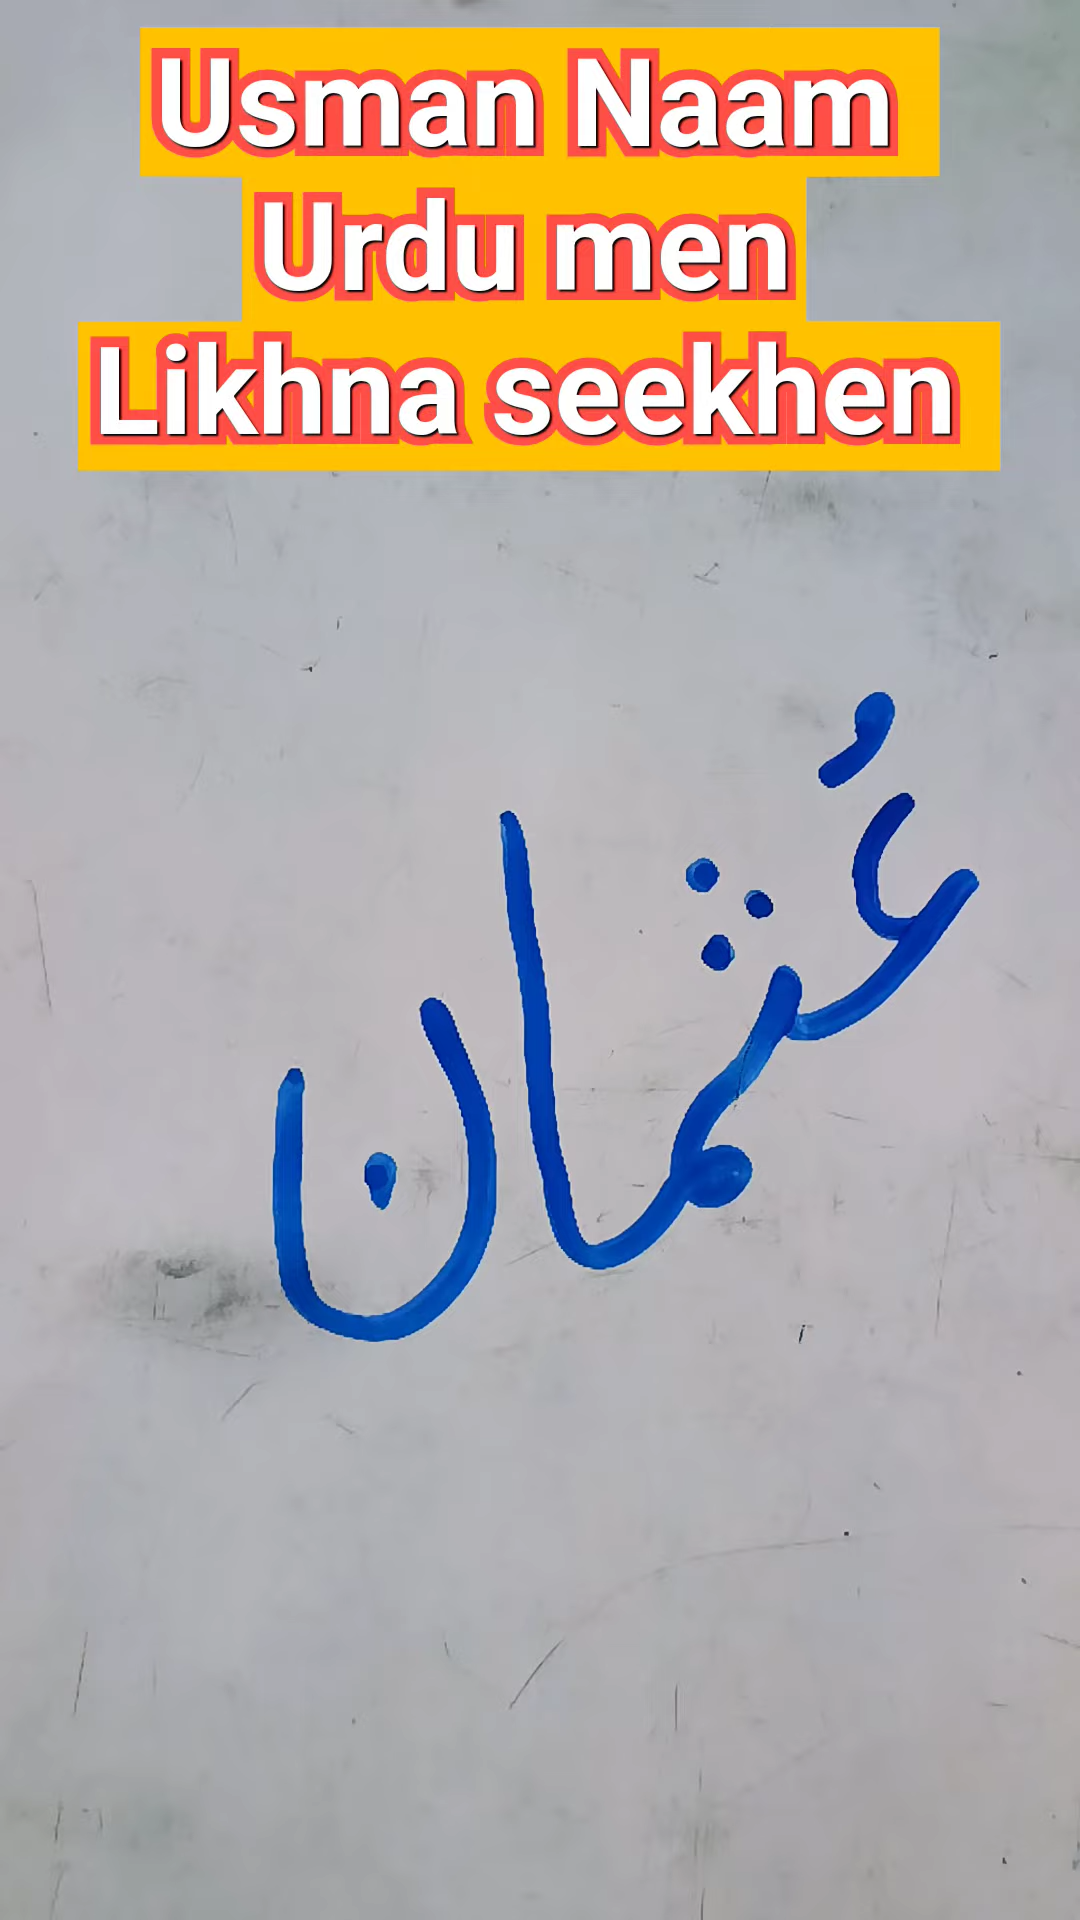 Usman Naam
Urdu men
Likhna seekhen
عُثمان